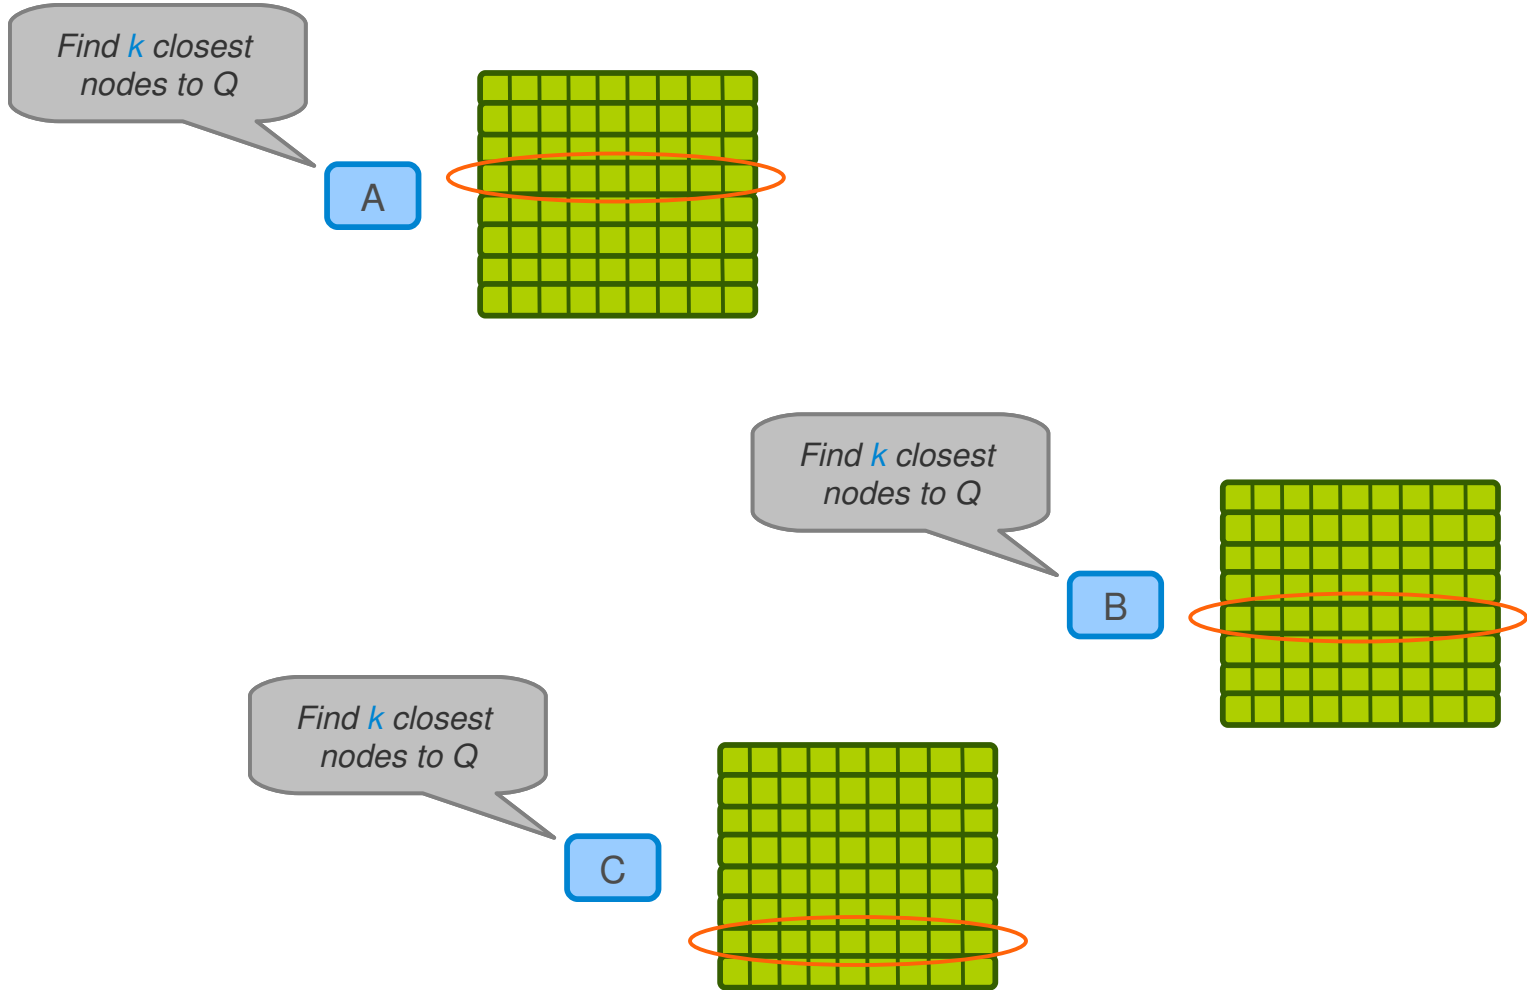 Find k closest
nodes to Q
A
Find k closest
nodes to Q
B
Find k closest
nodes to Q
C